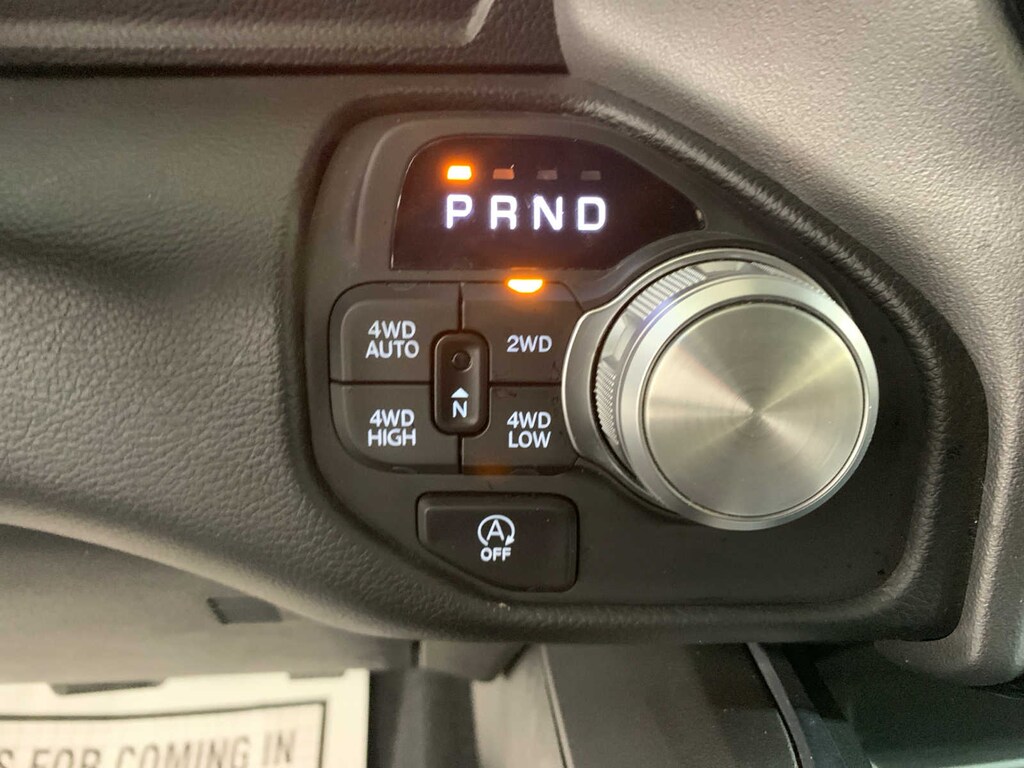 PRND
4WD
AUTO
2WD
N
4WD
HIGH
4WD
LOW
A
OFF
FOR COMING IN